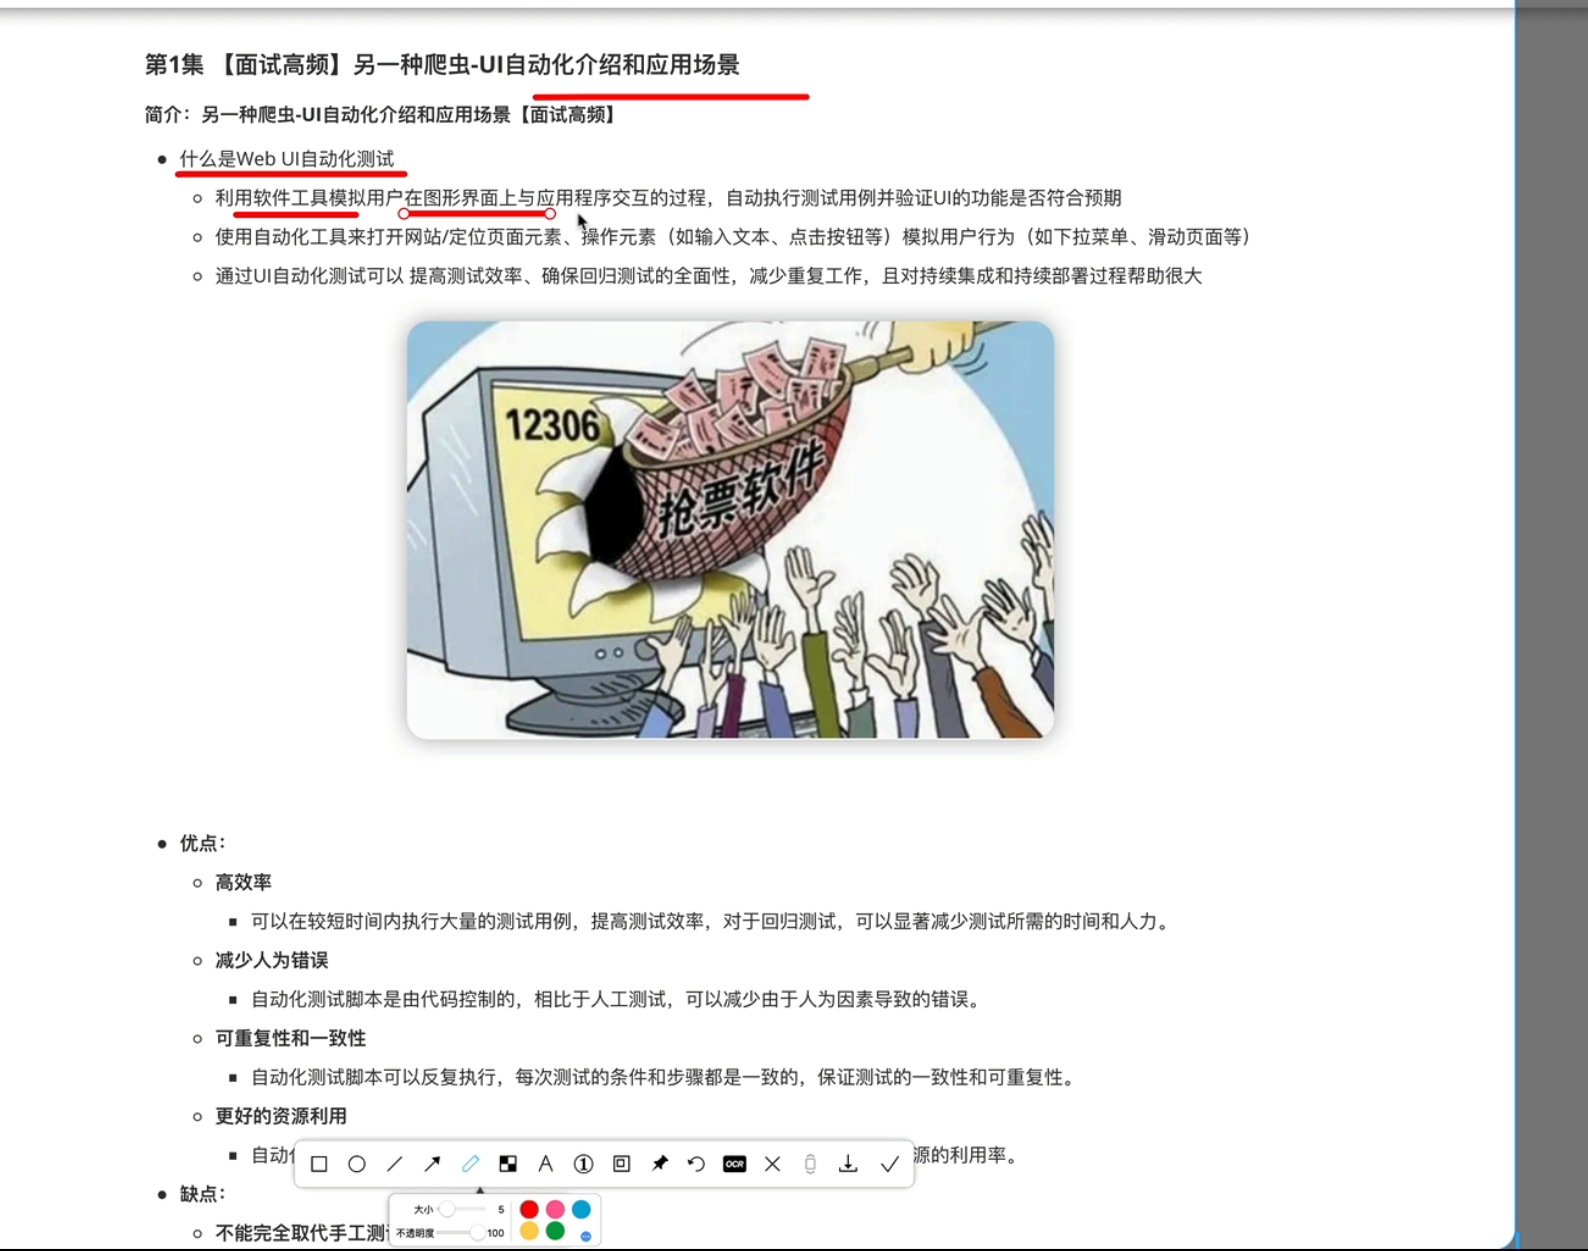 第1集 【面试高频】另一种爬虫-UI自动化介绍和应用场景
简介：另一种爬虫-UI自动化介绍和应用场景【面试高频】
什么是Web UI自动化测试
利用软件工具模拟用户在图形界面上与应用程序交互的过程，自动执行测试用例并验证UI的功能是否符合预期
使用自动化工具来打开网站/定位页面元素、操作元素（如输入文本、点击按钮等）模拟用户行为（如下拉菜单、滑动页面等）
通过UI自动化测试可以 提高测试效率、确保回归测试的全面性，减少重复工作，且对持续集成和持续部署过程帮助很大
12306
抢票软件
优点：
高效率
可以在较短时间内执行大量的测试用例，提高测试效率，对于回归测试，可以显著减少测试所需的时间和人力。
减少人为错误
自动化测试脚本是由代码控制的，相比于人工测试，可以减少由于人为因素导致的错误。
可重复性和一致性
自动化测试脚本可以反复执行，每次测试的条件和步骤都是一致的，保证测试的一致性和可重复性。
更好的资源利用
自动 源的利用率。
A ① OCR
缺点：
大小 5
不能完全取代手工测
不透明度 100